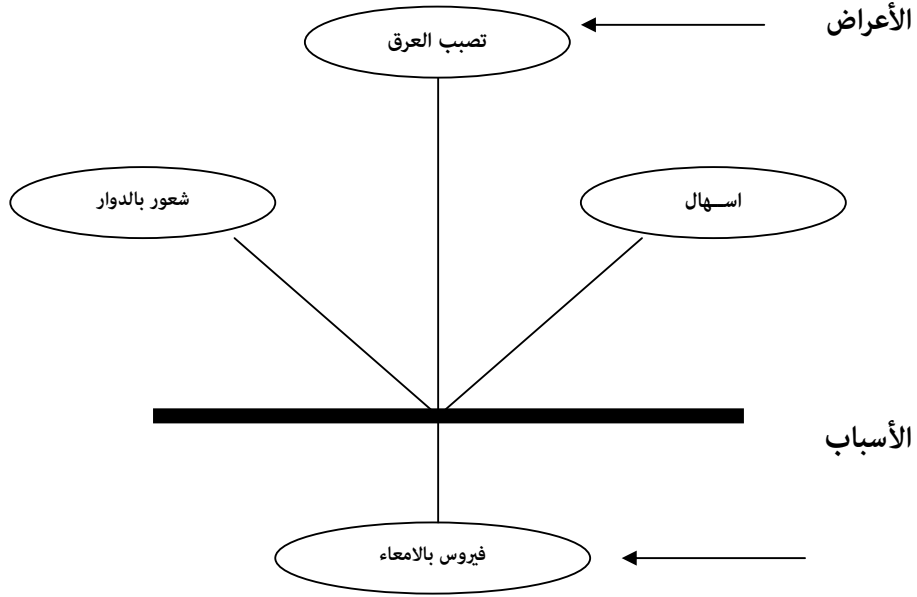 الأعراض
تصبب العرق
اســهال
شعور بالدوار
الأسباب
فيروس بالامعاء